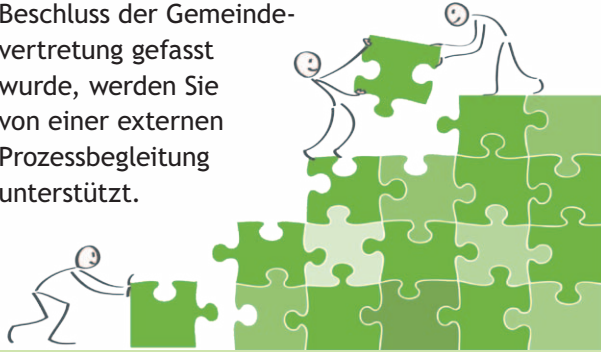 Beschluss der Gemeinde-
vertretung gefasst
wurde, werden Sie
von einer externen
Prozessbegleitung
unterstützt.